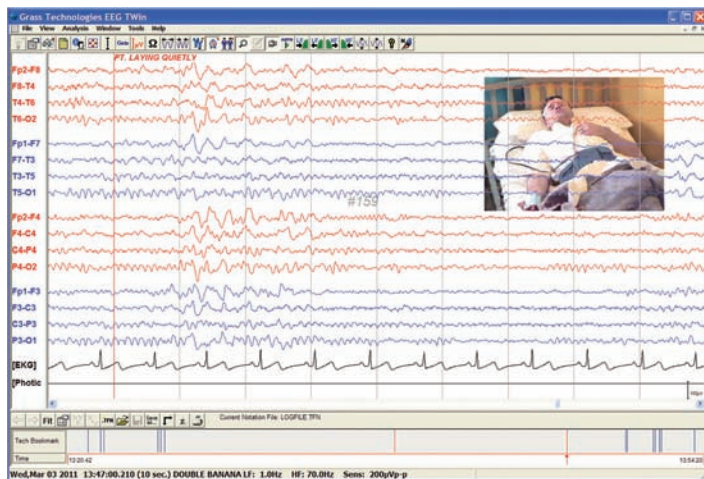 Grass Technologies EEG TWin
File View Analysis Window Tools Help
PT. LAYING QUIETLY
Fp2-F8
F8-T4
T4-T6
T6-O2
Fp1-F7
F7-T3
T3-T5
T5-O1
#159
Fp2-F4
F4-C4
C4-P4
P4-O2
Fp1-F3
F3-C3
C3-P3
P3-O1
[EKG]
[Photic
Fit Current Notation File: LOGFILE.TFN
Tech Bookmark
Time 13:20:42 13:54:20
Wed,Mar 03 2011 13:47:00.210 (10 sec.) DOUBLE BANANA LF: 1.0Hz HF: 70.0Hz Sens: 200µVp-p